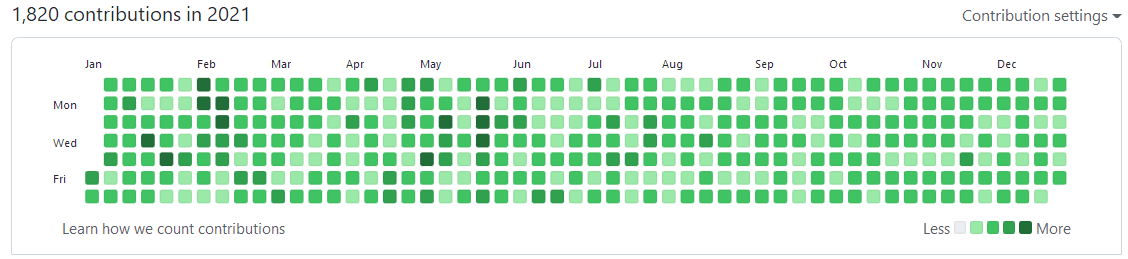 1,820 contributions in 2021
Contribution settings
Jan Feb Mar Apr May Jun Jul Aug Sep Oct Nov Dec
Mon
Wed
Fri
Learn how we count contributions
Less More